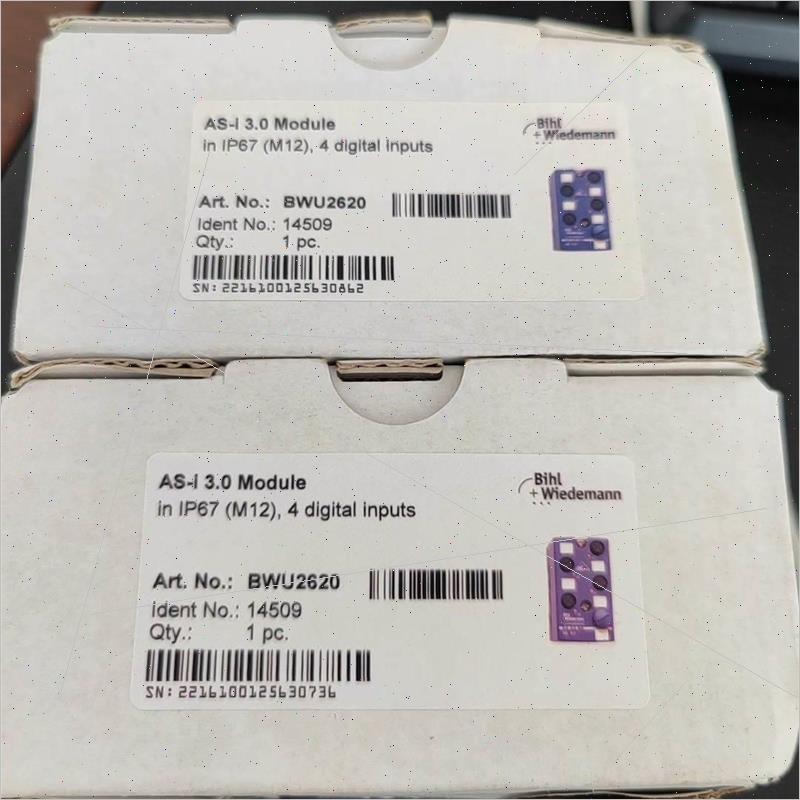 AS-i 3.0 Module
in IP67 (M12), 4 digital inputs
Bihl
+ Wiedemann
Art. No.: BWU2620
Ident No.: 14509
Qty.: 1 pc.
SN: 2216100125630862
AS-i 3.0 Module
in IP67 (M12), 4 digital inputs
Bihl
+ Wiedemann
Art. No.: BWU2620
Ident No.: 14509
Qty.: 1 pc.
SN: 2216100125630736